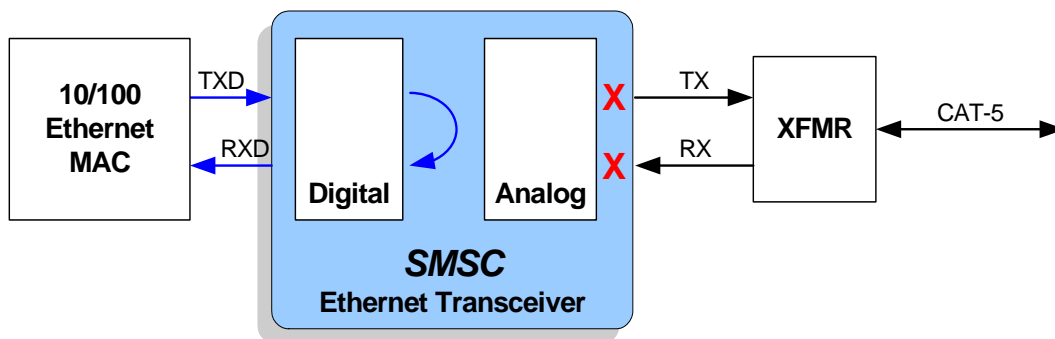 10/100
Ethernet
MAC
TXD
RXD
Digital
Analog
X
X
SMSC
Ethernet Transceiver
TX
RX
XFMR
CAT-5